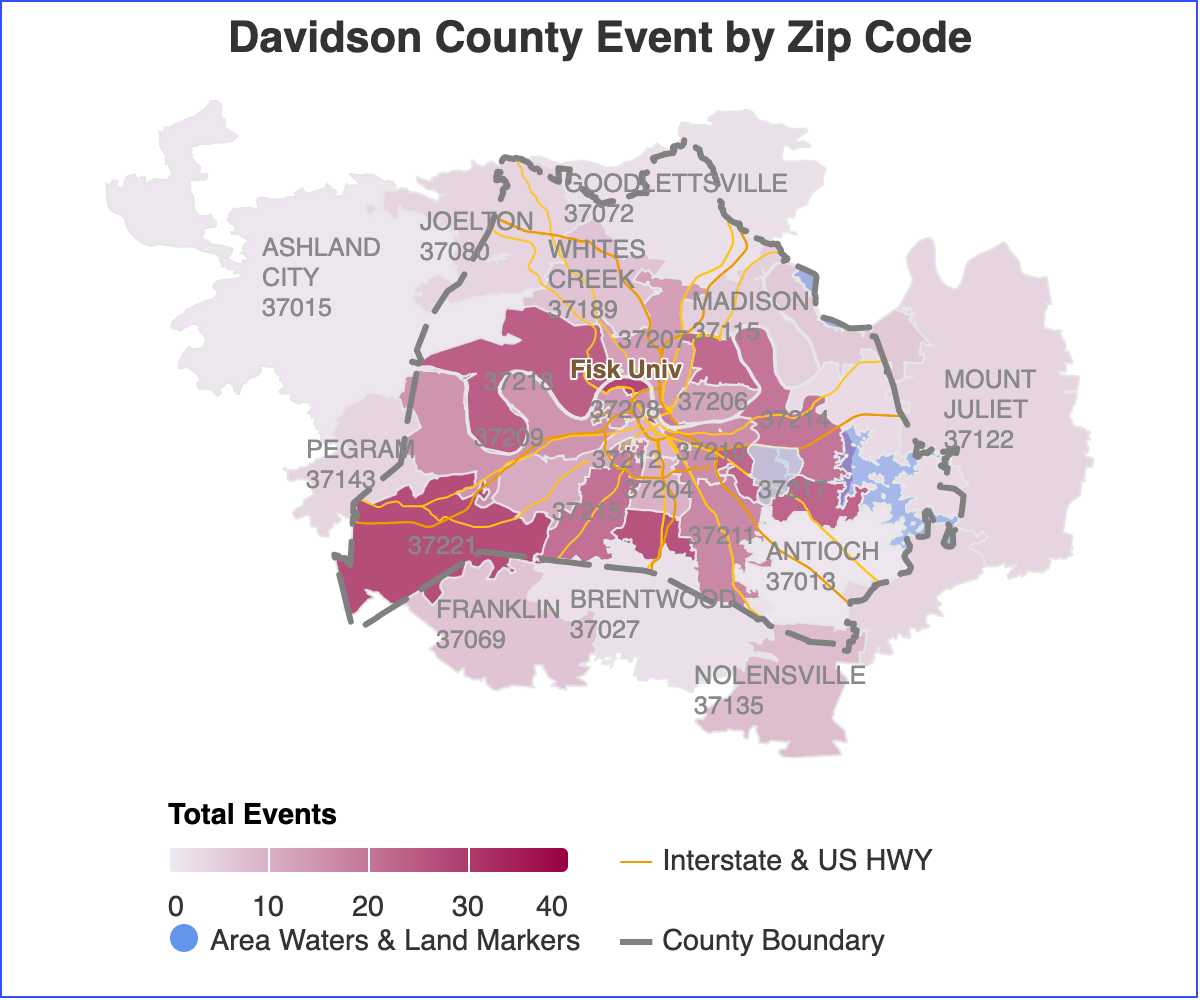 Davidson County Event by Zip Code
GOODLETTSVILLE
37072
JOELTON
37080
ASHLAND
CITY
37015
WHITES
CREEK
37189
MADISON
37115
37207
Fisk Univ
37218
MOUNT
JULIET
37122
37208
37206
37214
37209
PEGRAM
37143
37212
37210
37204
37217
37215
37211
37221
ANTIOCH
37013
FRANKLIN
37069
BRENTWOOD
37027
NOLENSVILLE
37135
Total Events
0 10 20 30 40
Interstate & US HWY
Area Waters & Land Markers
County Boundary